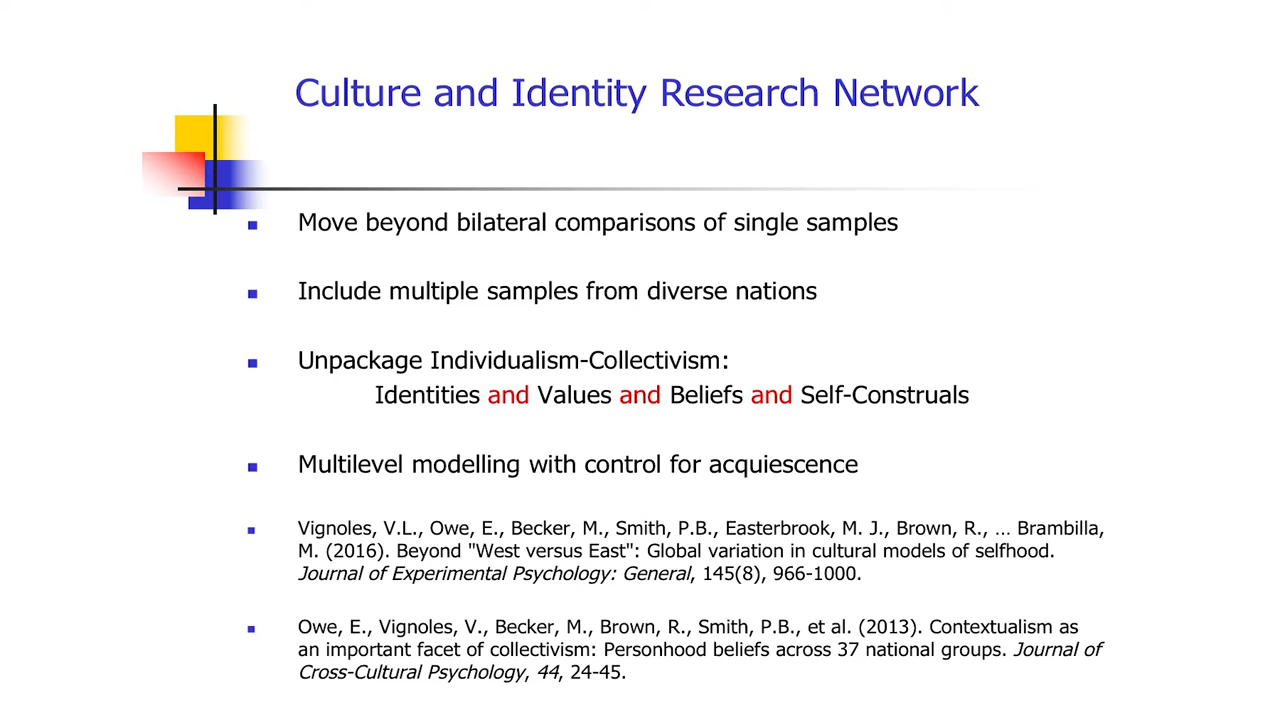 Culture and Identity Research Network
Move beyond bilateral comparisons of single samples
Include multiple samples from diverse nations
Unpackage Individualism-Collectivism:
Identities and Values and Beliefs and Self-Construals
Multilevel modelling with control for acquiescence
Vignoles, V.L., Owe, E., Becker, M., Smith, P.B., Easterbrook, M. J., Brown, R., … Brambilla,
M. (2016). Beyond "West versus East": Global variation in cultural models of selfhood.
Journal of Experimental Psychology: General, 145(8), 966-1000.
Owe, E., Vignoles, V., Becker, M., Brown, R., Smith, P.B., et al. (2013). Contextualism as
an important facet of collectivism: Personhood beliefs across 37 national groups. Journal of
Cross-Cultural Psychology, 44, 24-45.